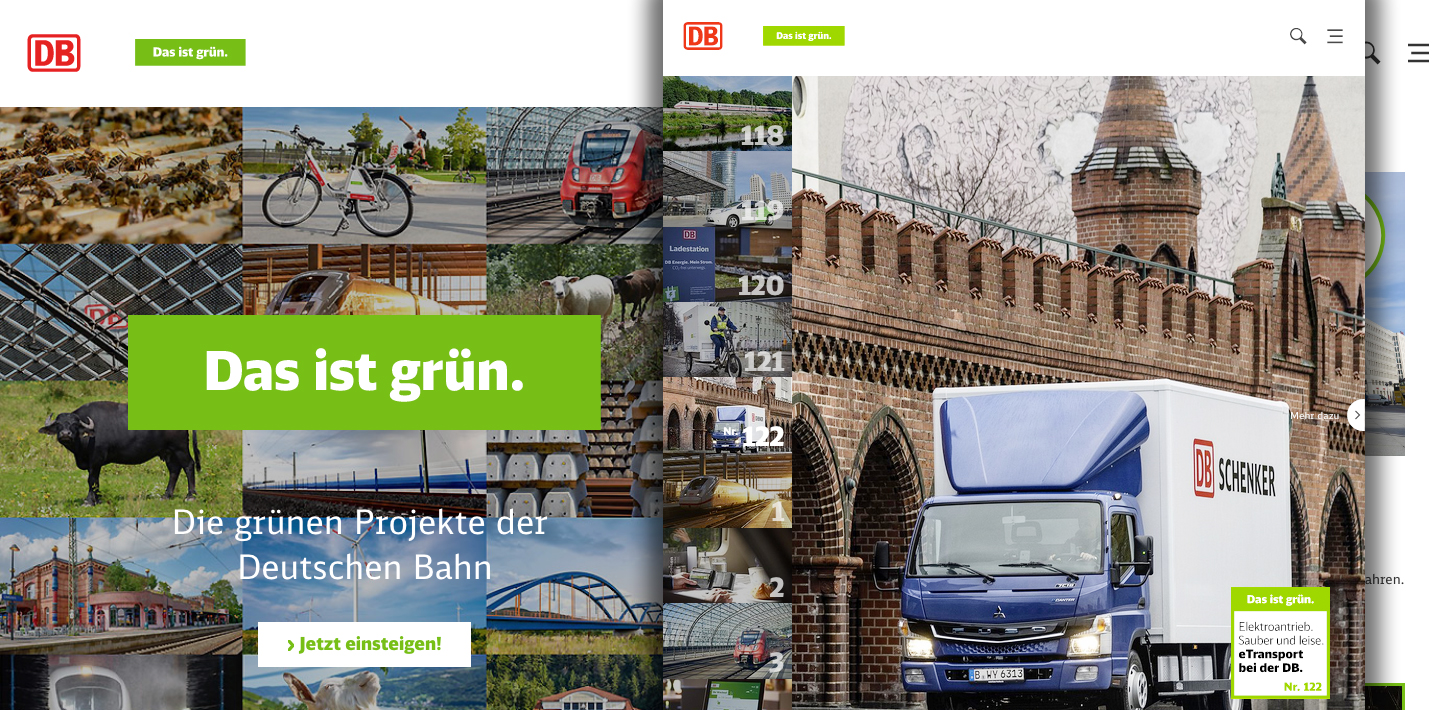 DB
Das ist grün.
DB
Das ist grün.
Die grünen Projekte der
Deutschen Bahn
› Jetzt einsteigen!
DB
Das ist grün.
118
119
DB
Ladestation
DB Energie. Mein Strom.
120
121
Nr. 122
1
2
3
DB SCHENKER
Mehr dazu
FUSO
B WY 6313
Das ist grün.
Elektroantrieb.
Sauber und leise.
eTransport
bei der DB.
Nr. 122
ahren.